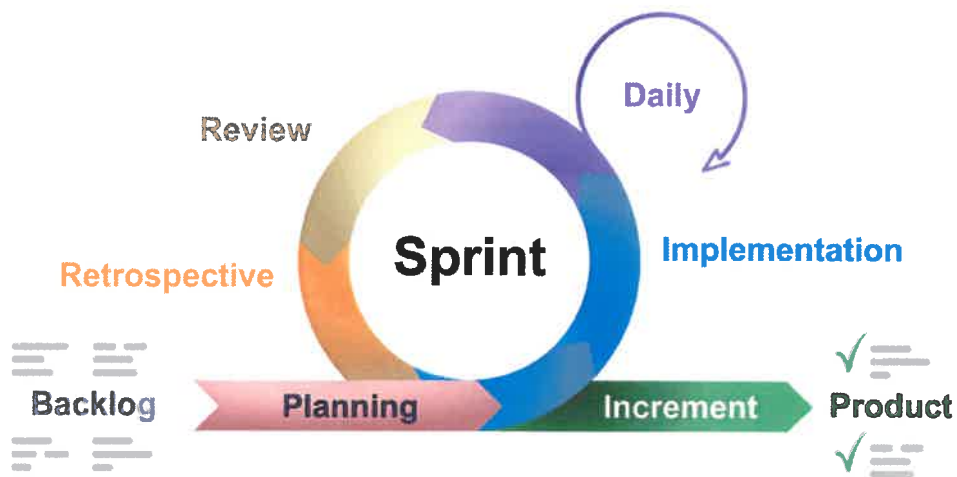 Daily
Review
Sprint
Implementation
Retrospective
Backlog
Planning
Increment
Product